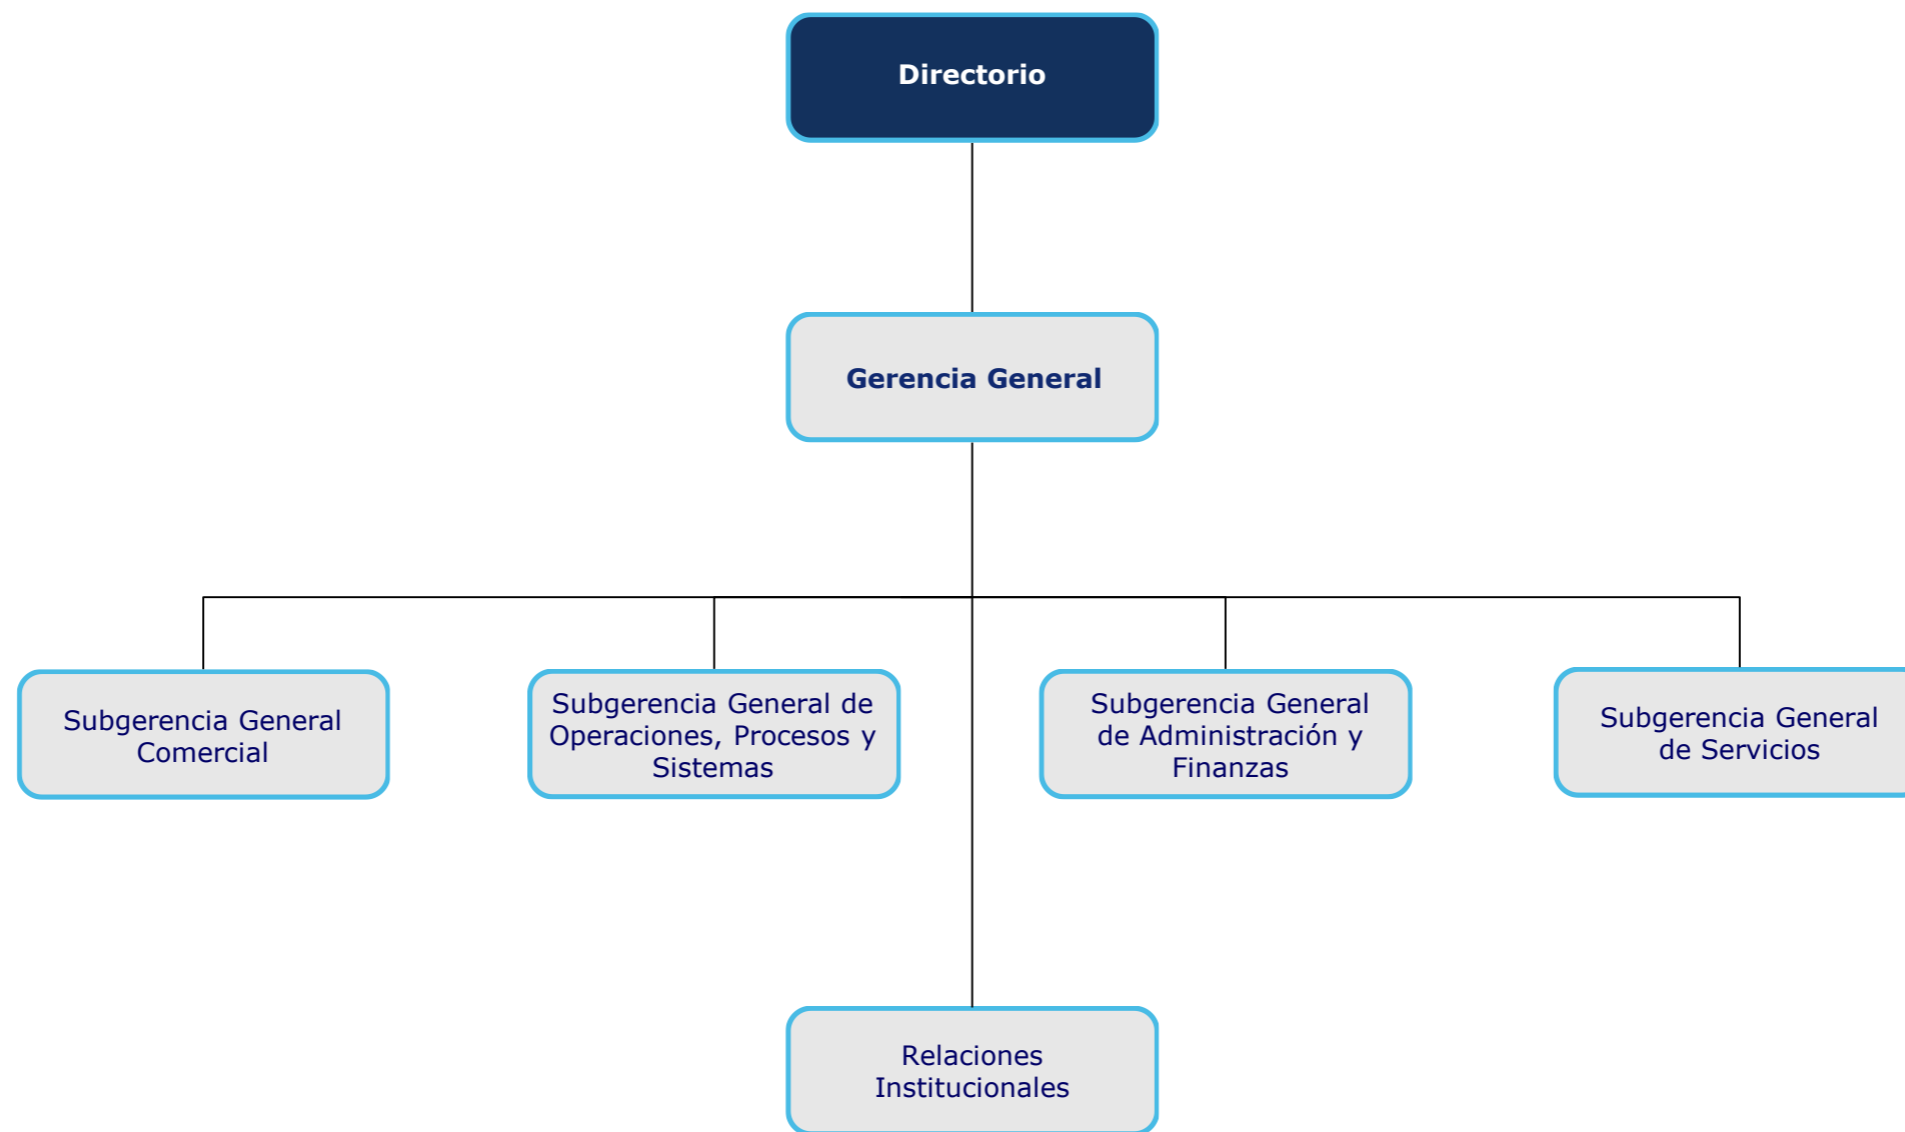 Directorio
Gerencia General
Subgerencia General
Comercial
Subgerencia General de
Operaciones, Procesos y
Sistemas
Subgerencia General
de Administración y
Finanzas
Subgerencia General
de Servicios
Relaciones
Institucionales